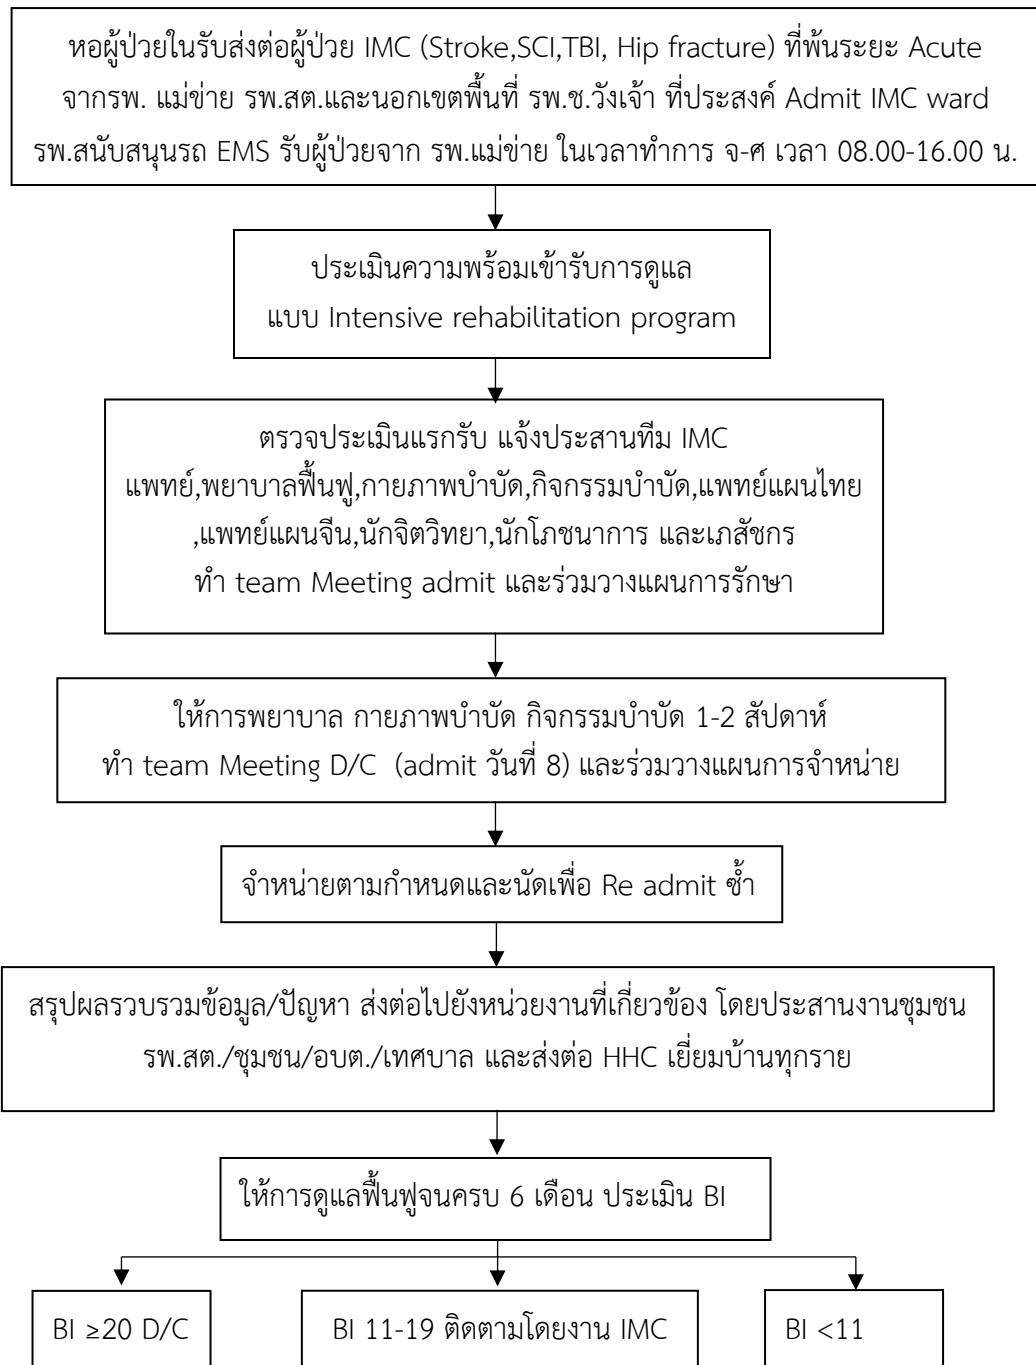 หอผู้ป่วยในรับส่งต่อผู้ป่วย IMC (Stroke,SCI,TBI, Hip fracture) ที่พ้นระยะ Acute
จากรพ. แม่ข่าย รพ.สต.และนอกเขตพื้นที่ รพ.ช.วังเจ้า ที่ประสงค์ Admit IMC ward
รพ.สนับสนุนรถ EMS รับผู้ป่วยจาก รพ.แม่ข่าย ในเวลาทำการ จ-ศ เวลา 08.00-16.00 น.
ประเมินความพร้อมเข้ารับการดูแล
แบบ Intensive rehabilitation program
ตรวจประเมินแรกรับ แจ้งประสานทีม IMC
แพทย์,พยาบาลฟื้นฟู,กายภาพบำบัด,กิจกรรมบำบัด,แพทย์แผนไทย
,แพทย์แผนจีน,นักจิตวิทยา,นักโภชนาการ และเภสัชกร
ทำ team Meeting admit และร่วมวางแผนการรักษา
ให้การพยาบาล กายภาพบำบัด กิจกรรมบำบัด 1-2 สัปดาห์
ทำ team Meeting D/C (admit วันที่ 8) และร่วมวางแผนการจำหน่าย
จำหน่ายตามกำหนดและนัดเพื่อ Re admit ซ้ำ
สรุปผลรวบรวมข้อมูล/ปัญหา ส่งต่อไปยังหน่วยงานที่เกี่ยวข้อง โดยประสานงานชุมชน
รพ.สต./ชุมชน/อบต./เทศบาล และส่งต่อ HHC เยี่ยมบ้านทุกราย
ให้การดูแลฟื้นฟูจนครบ 6 เดือน ประเมิน BI
BI ≥20 D/C
BI 11-19 ติดตามโดยงาน IMC
BI <11